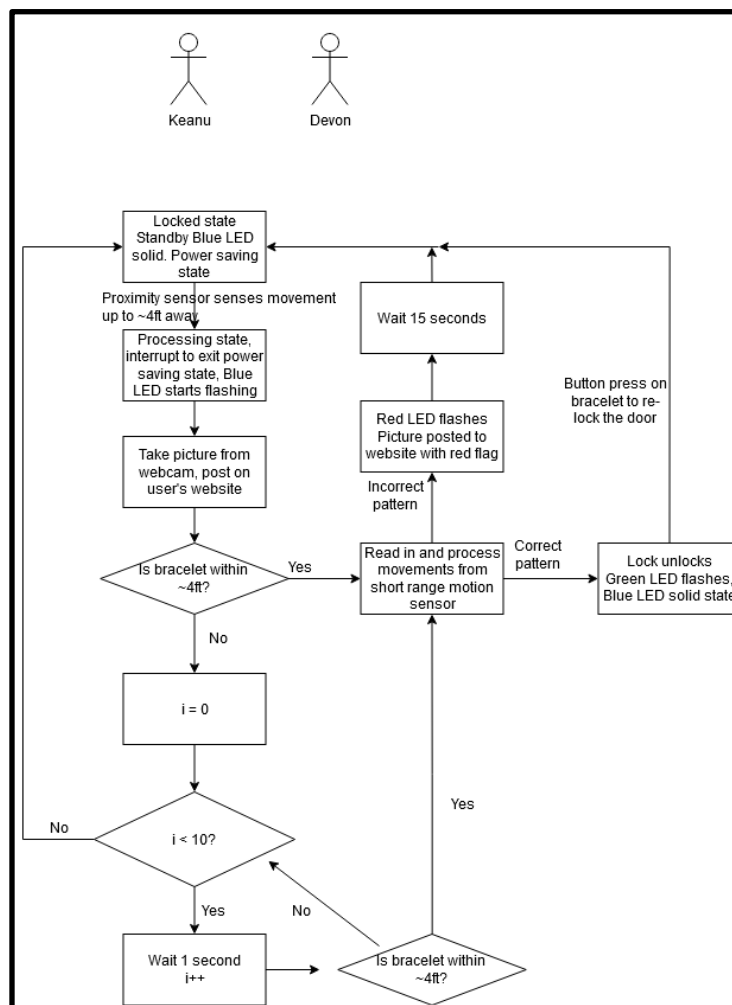 Keanu
Devon
Locked state
Standby Blue LED
solid. Power saving
state
Proximity sensor senses movement
up to ~4ft away
Processing state,
interrupt to exit power
saving state, Blue
LED starts flashing
Take picture from
webcam, post on
user's website
Is bracelet within
~4ft?
Yes
No
i = 0
i < 10?
No
Yes
Wait 1 second
i++
Is bracelet within
~4ft?
No
Yes
Read in and process
movements from
short range motion
sensor
Incorrect
pattern
Red LED flashes
Picture posted to
website with red flag
Wait 15 seconds
Correct
pattern
Lock unlocks
Green LED flashes,
Blue LED solid state
Button press on
bracelet to re-
lock the door